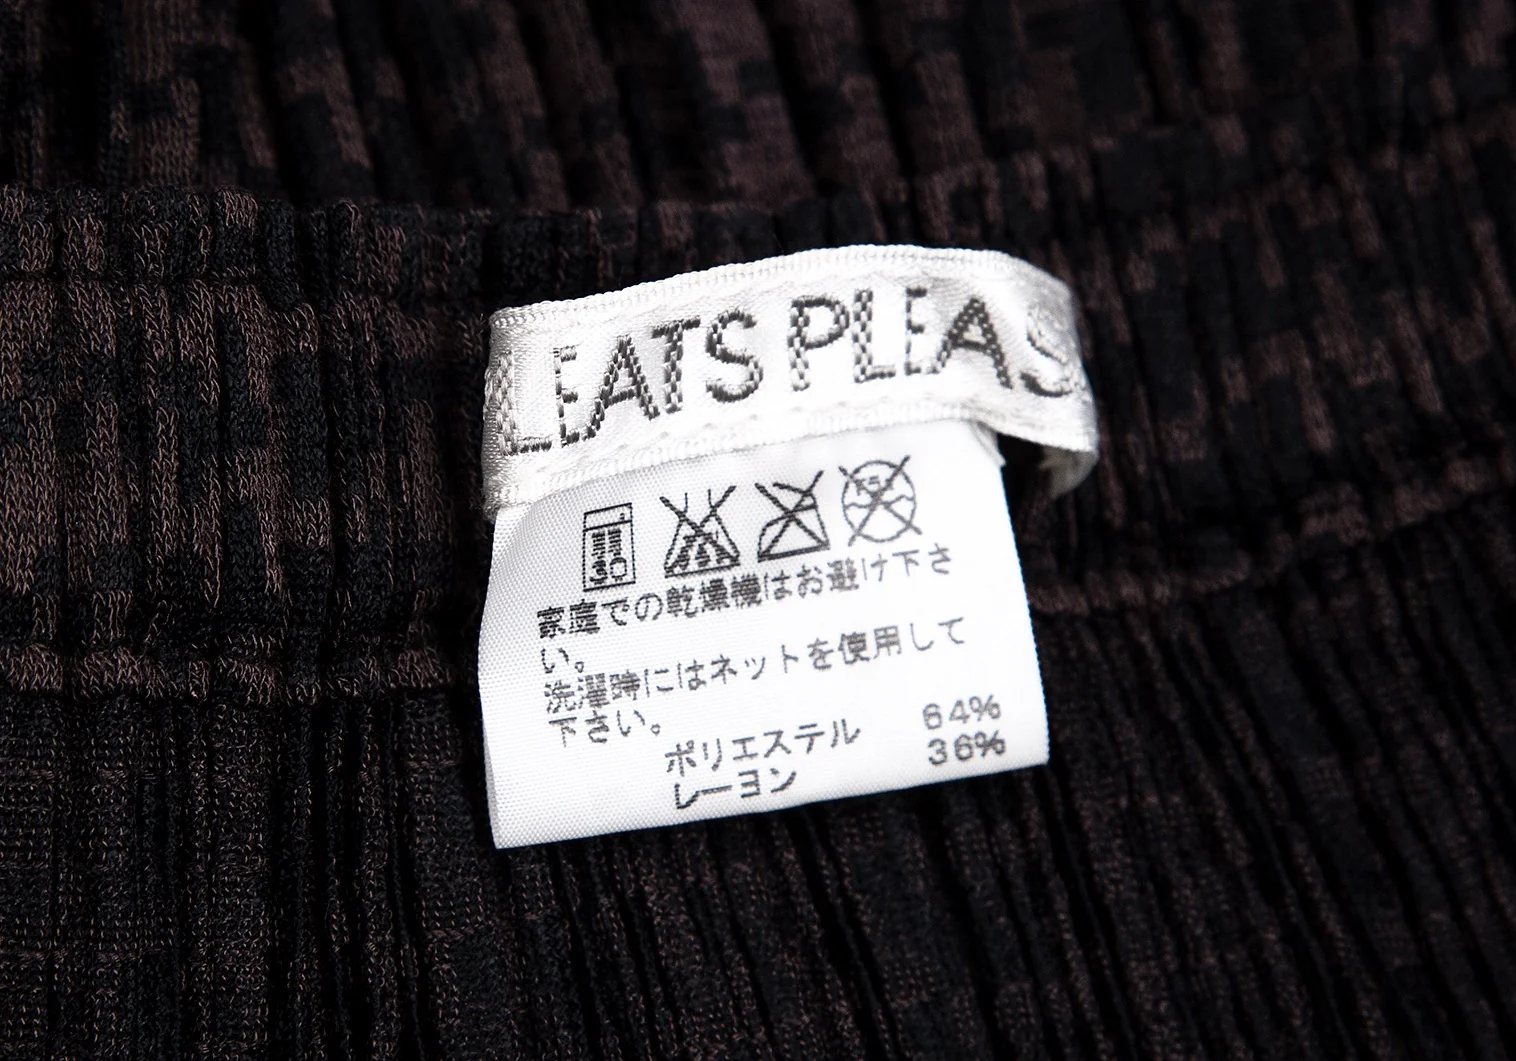 LEATS PLEAS
家庭での乾燥機はお避け下さ
い。
洗濯時にはネットを使用して
下さい。
ポリエステル 64%
レーヨン 36%